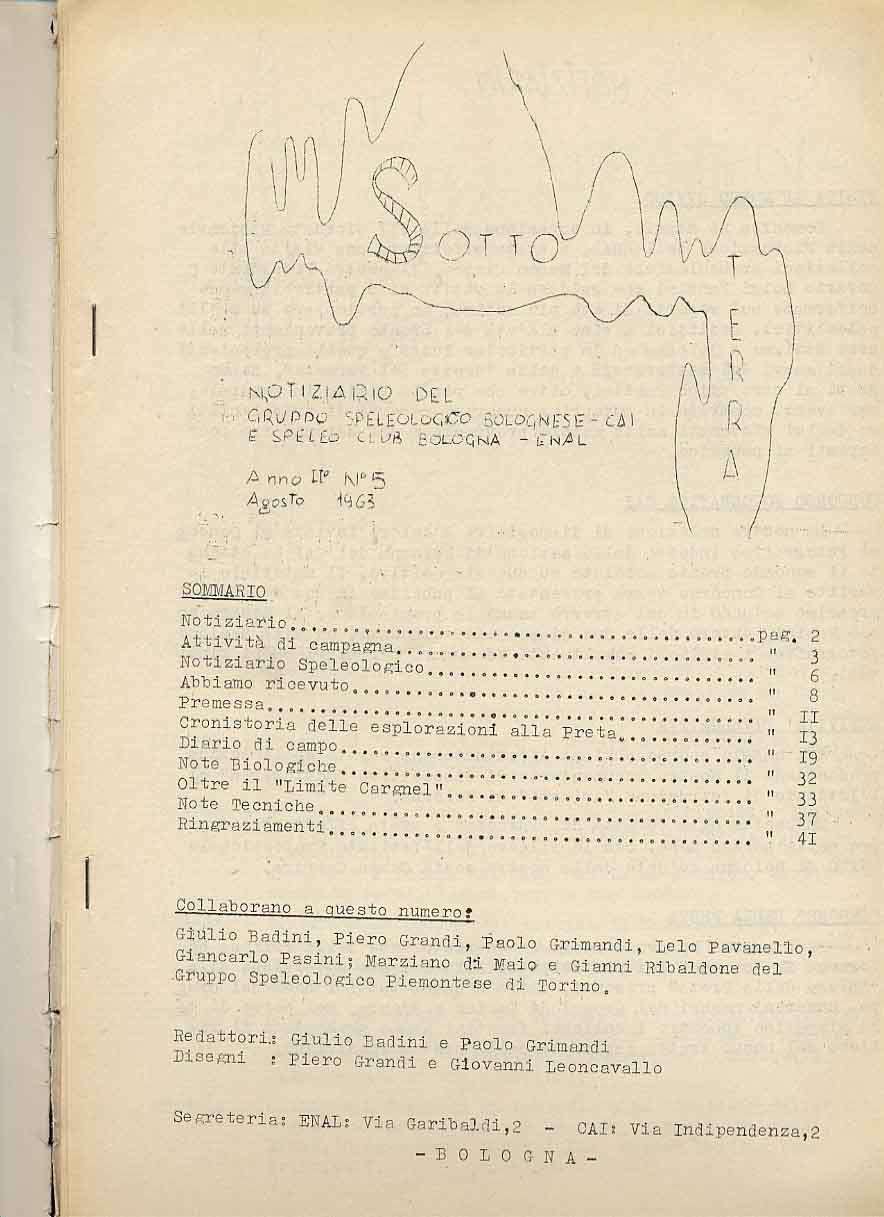 SOTTO
TERRA
NOTIZIARIO DEL
GRUPPO SPELEOLOGICO BOLOGNESE - CAI
E SPELEO CLUB BOLOGNA - ENAL
Anno II° N° 5
Agosto 1963
SOMMARIO
Notiziario..........pag. 2
Attività di campagna.........." 3
Notiziario Speleologico.........." 6
Abbiamo ricevuto.........." 8
Premessa.........." II
Cronistoria delle esplorazioni alla Preta.........." I3
Diario di campo.........." I9
Note Biologiche.........." 32
Oltre il "Limite Cargnel".........." 33
Note Tecniche.........." 37
Ringraziamenti.........." 4I
Collaborano a questo numero:
Giulio Badini, Piero Grandi, Paolo Grimandi, Lelo Pavanello,
Giancarlo Pasini; Marziano di Maio e Gianni Ribaldone del
Gruppo Speleologico Piemontese di Torino.
Redattori: Giulio Badini e Paolo Grimandi
Disegni : Piero Grandi e Giovanni Leoncavallo
Segreteria: ENAL: Via Garibaldi,2 - CAI: Via Indipendenza,2
- B O L O G N A -